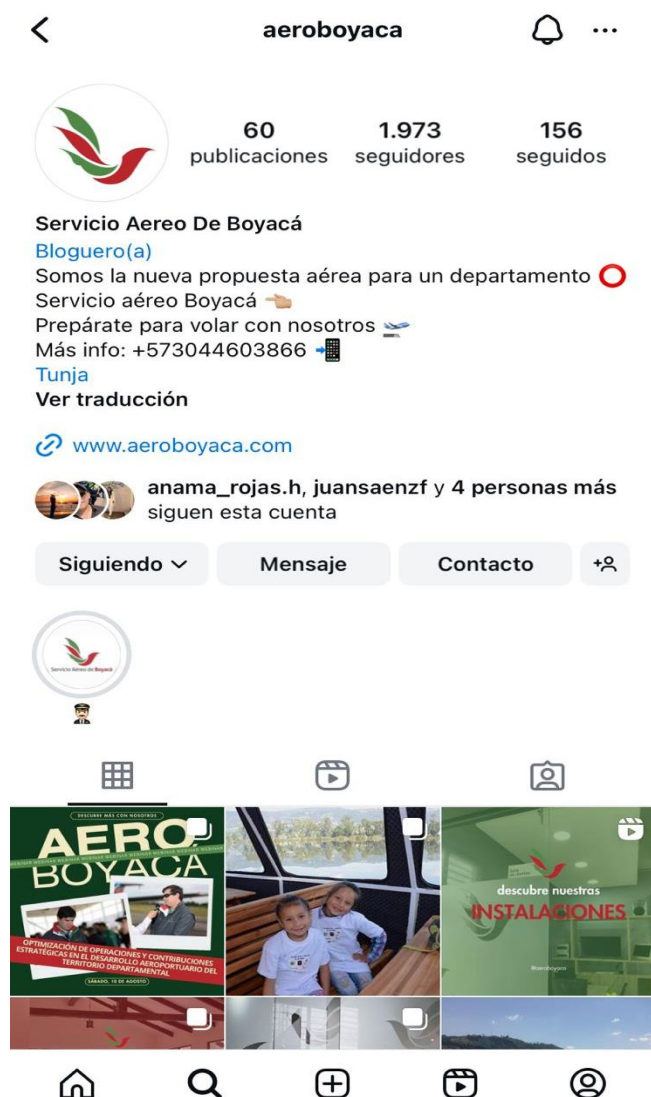 aeroboyaca
60 1.973 156
publicaciones seguidores seguidos
Servicio Aereo De Boyacá
Bloguero(a)
Somos la nueva propuesta aérea para un departamento ⭕
Servicio aéreo Boyacá 👈🏼
Prepárate para volar con nosotros 🛫
Más info: +573044603866 📲
Tunja
Ver traducción
www.aeroboyaca.com
anama_rojas.h, juansaenzf y 4 personas más
siguen esta cuenta
Siguiendo Mensaje Contacto
Servicio Aéreo de Boyacá
👨🏻‍✈️
DESCUBRE MÁS CON NOSOTROS
AERO
BOYACÁ
OPTIMIZACIÓN DE OPERACIONES Y CONTRIBUCIONES
ESTRATÉGICAS EN EL DESARROLLO AEROPORTUARIO DEL
TERRITORIO DEPARTAMENTAL
(SÁBADO, 10 DE AGOSTO)
descubre nuestras
INSTALACIONES
@aeroboyaca